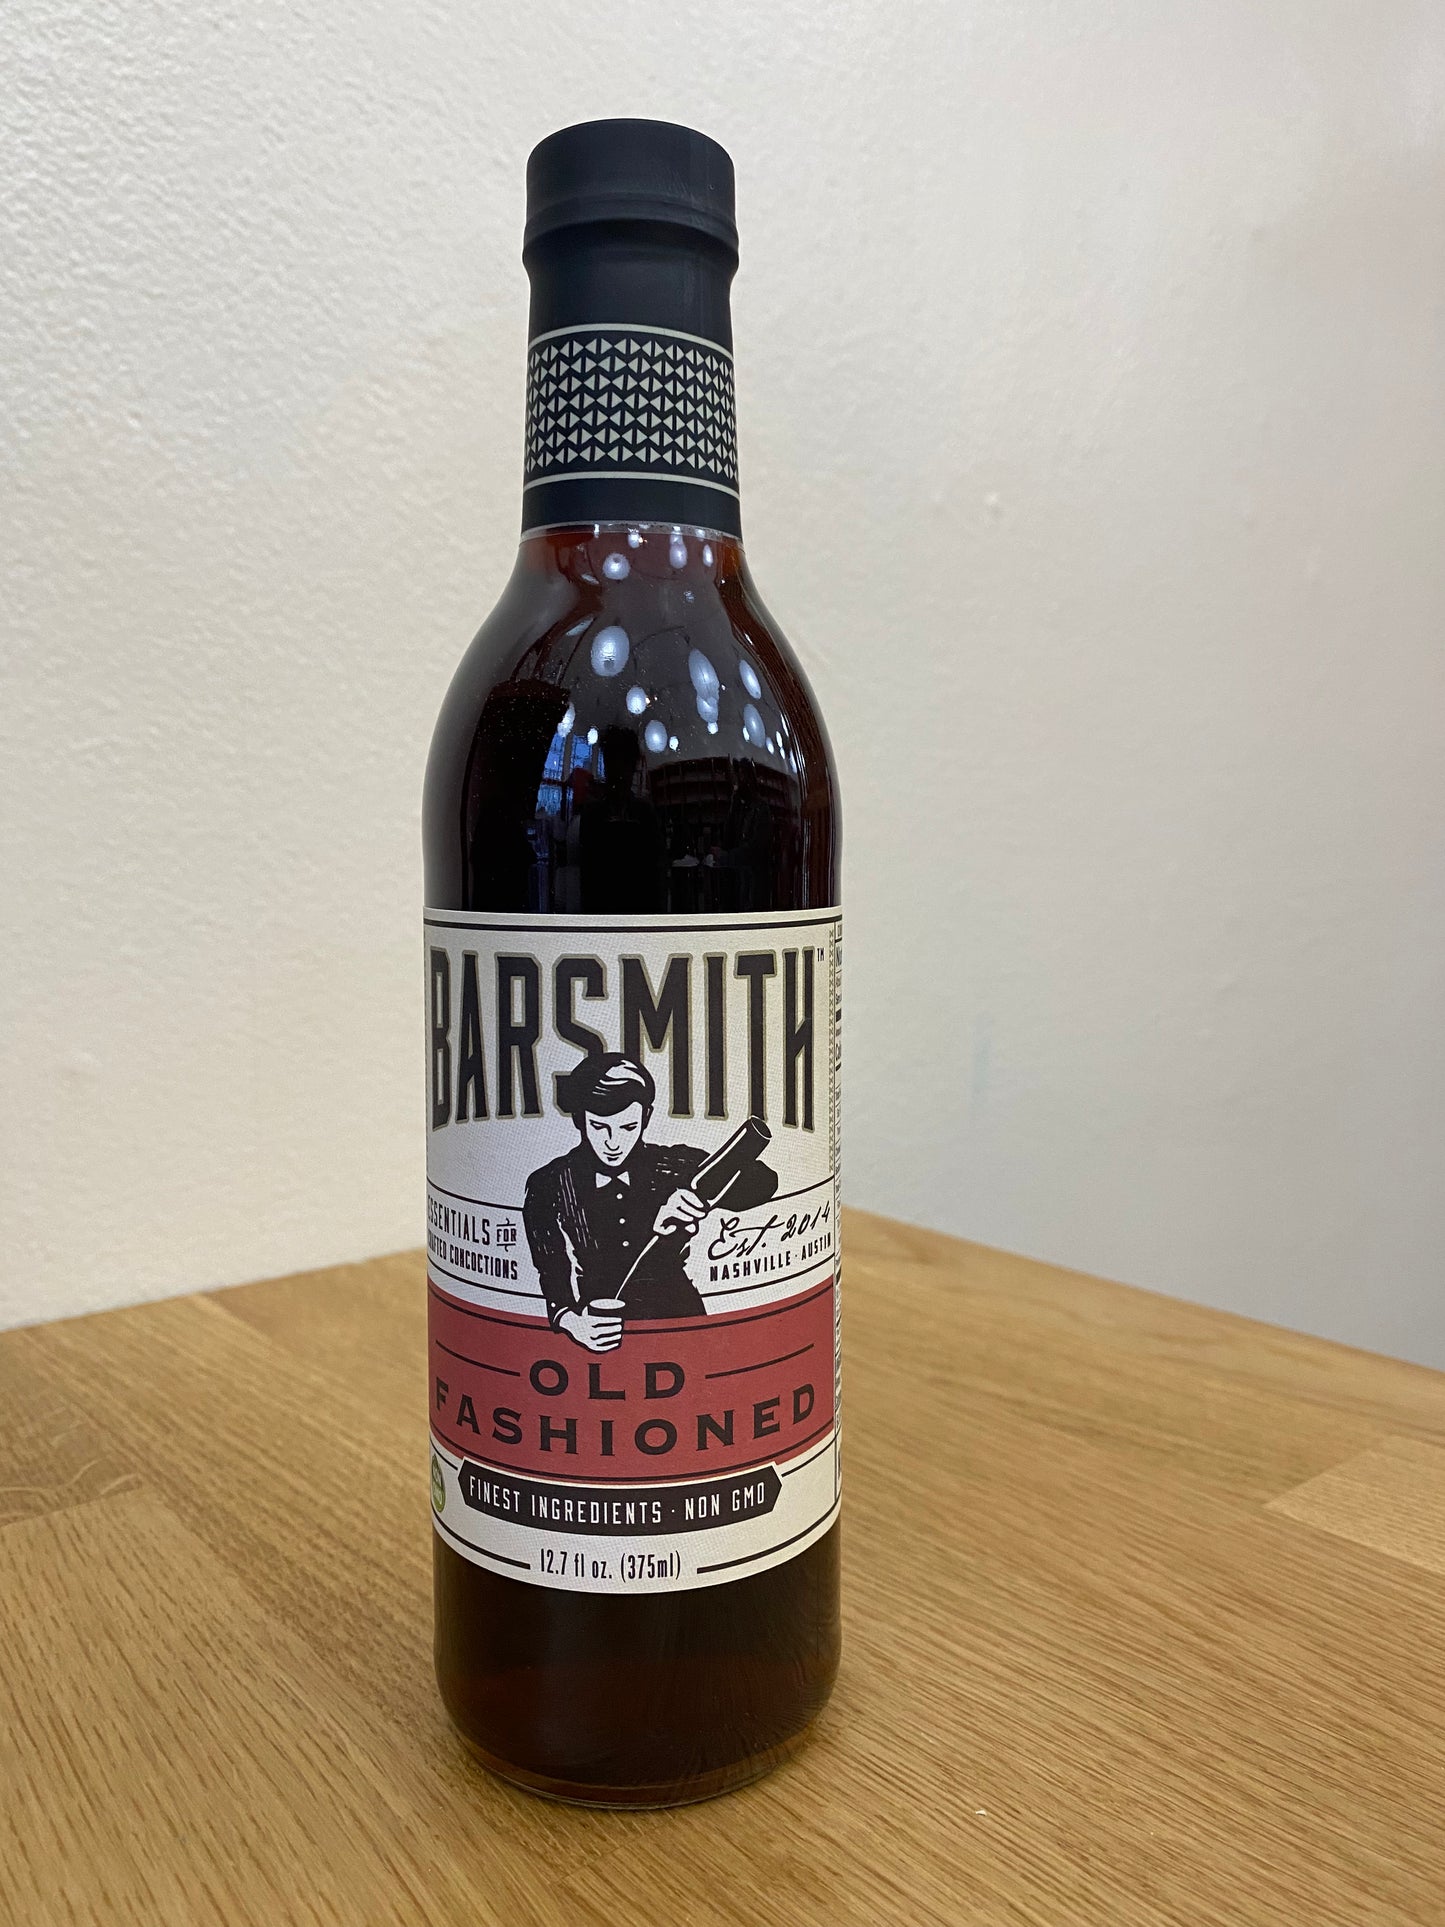 BARSMITH™
ESSENTIALS FOR
CRAFTED CONCOCTIONS
Est. 2014
NASHVILLE · AUSTIN
OLD
FASHIONED
FINEST INGREDIENTS · NON GMO
12.7 fl oz. (375ml)